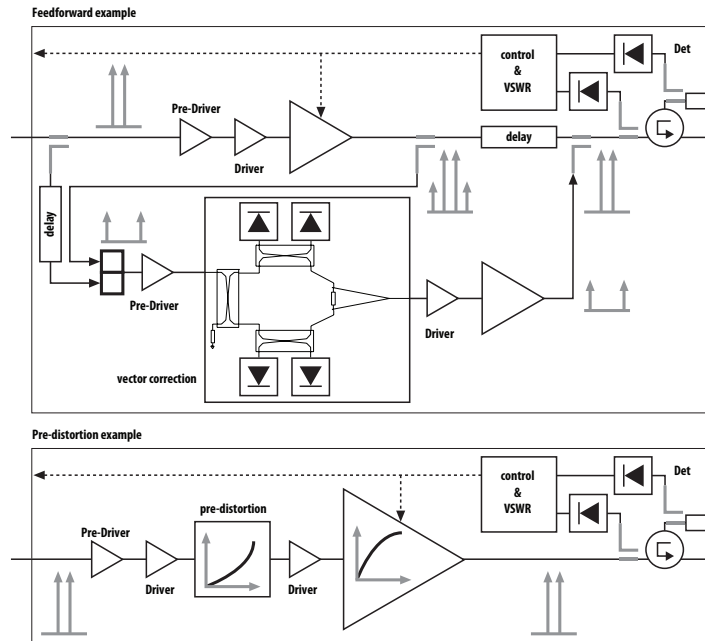 Feedforward example
control
&
VSWR
Det
Pre-Driver
Driver
delay
delay
Pre-Driver
vector correction
Driver
Pre-distortion example
control
&
VSWR
Det
pre-distortion
Pre-Driver
Driver
Driver